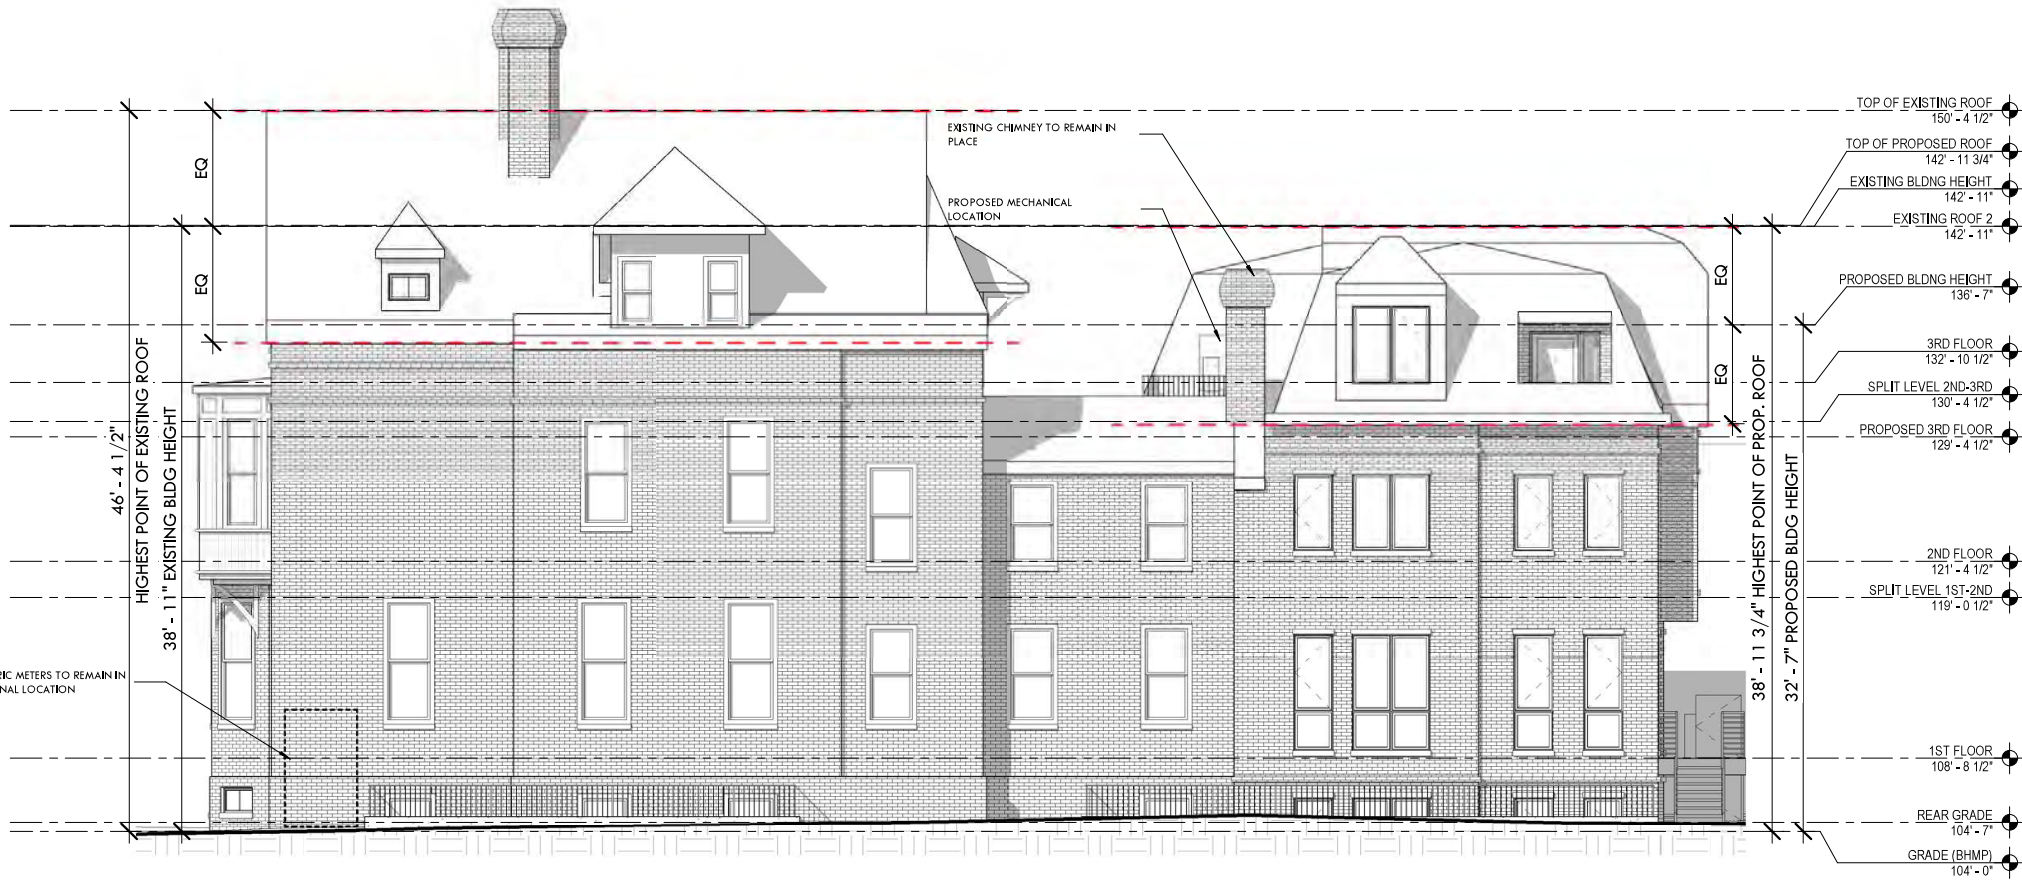 EXISTING CHIMNEY TO REMAIN IN
PLACE
PROPOSED MECHANICAL
LOCATION
EQ
EQ
46' - 4 1/2"
HIGHEST POINT OF EXISTING ROOF
38' - 11" EXISTING BLDG HEIGHT
RIC METERS TO REMAIN IN
NAL LOCATION
EQ
EQ
38' - 11 3/4" HIGHEST POINT OF PROP. ROOF
32' - 7" PROPOSED BLDG HEIGHT
TOP OF EXISTING ROOF
150' - 4 1/2"
TOP OF PROPOSED ROOF
142' - 11 3/4"
EXISTING BLDNG HEIGHT
142' - 11"
EXISTING ROOF 2
142' - 11"
PROPOSED BLDNG HEIGHT
136' - 7"
3RD FLOOR
132' - 10 1/2"
SPLIT LEVEL 2ND-3RD
130' - 4 1/2"
PROPOSED 3RD FLOOR
129' - 4 1/2"
2ND FLOOR
121' - 4 1/2"
SPLIT LEVEL 1ST-2ND
119' - 0 1/2"
1ST FLOOR
108' - 8 1/2"
REAR GRADE
104' - 7"
GRADE (BHMP)
104' - 0"